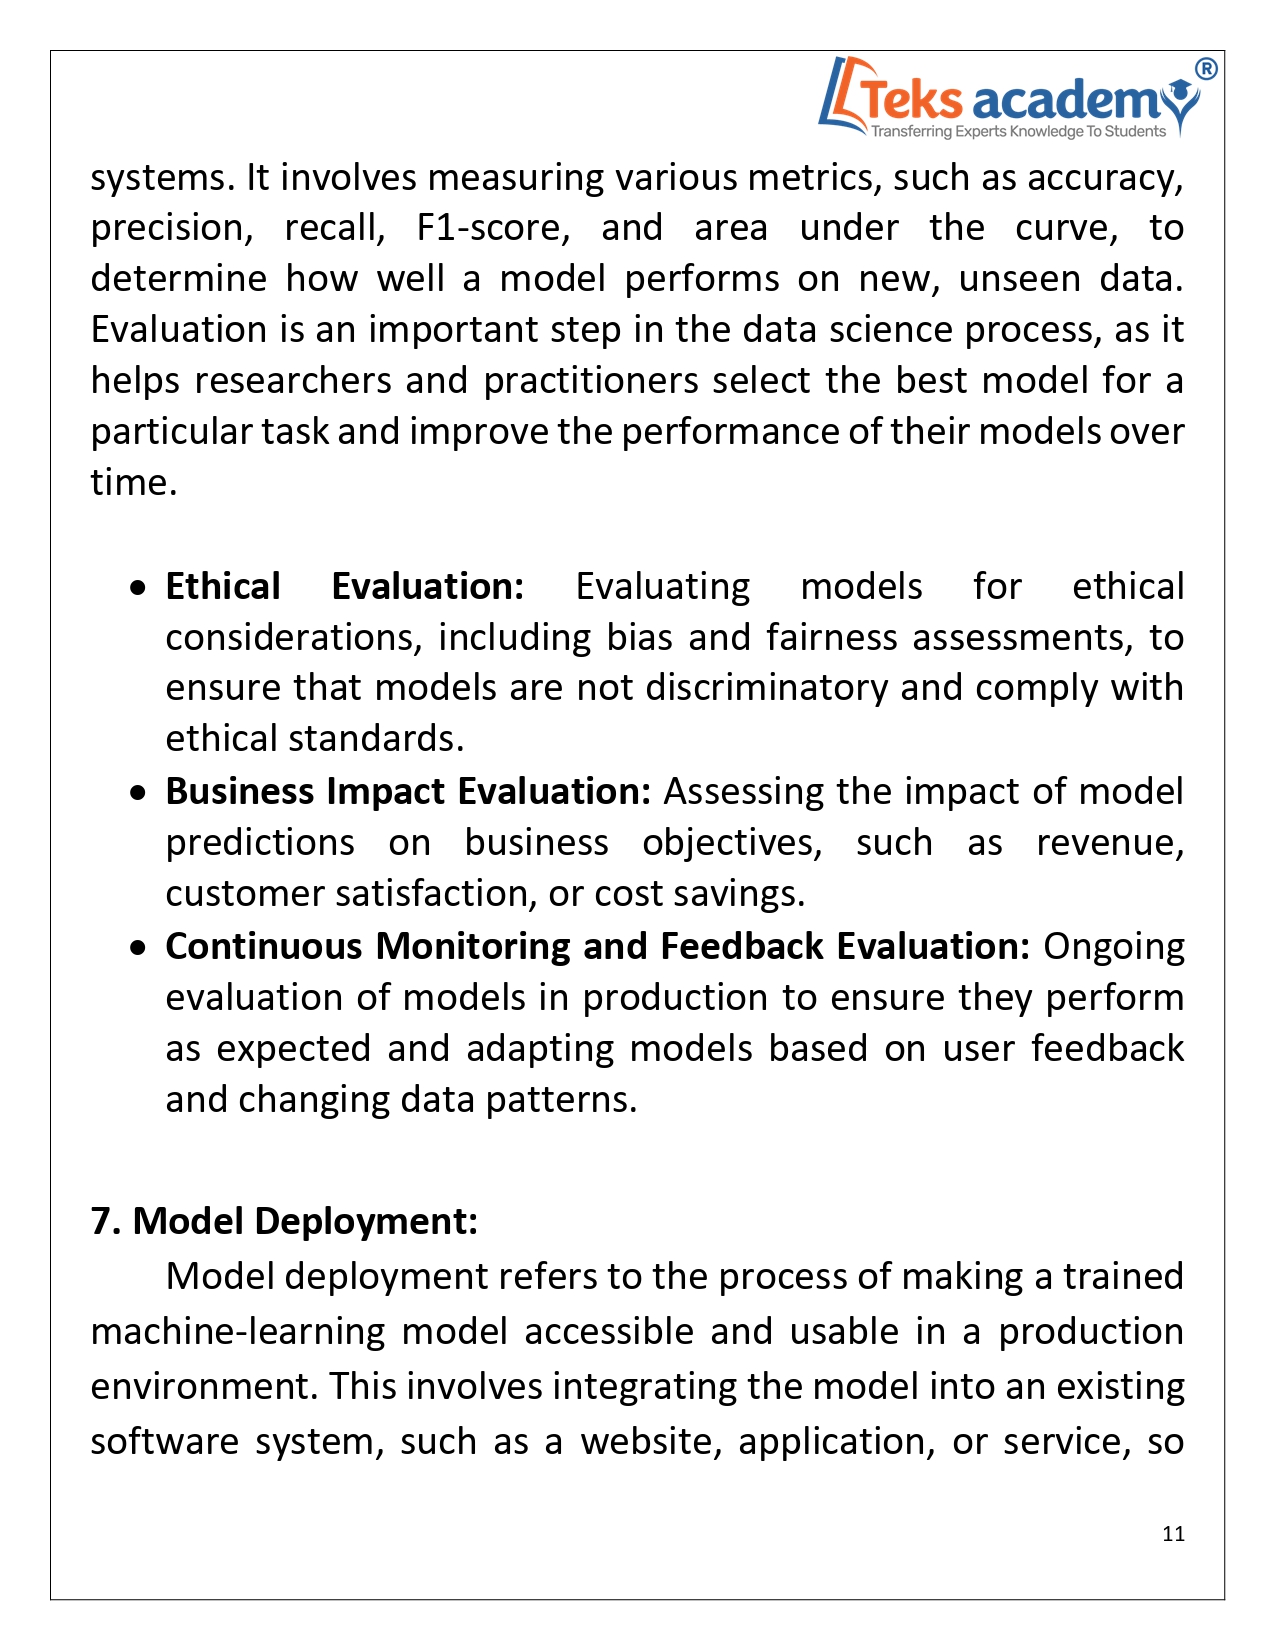 Teks academy ®
Transferring Experts Knowledge To Students
systems. It involves measuring various metrics, such as accuracy,
precision, recall, F1-score, and area under the curve, to
determine how well a model performs on new, unseen data.
Evaluation is an important step in the data science process, as it
helps researchers and practitioners select the best model for a
particular task and improve the performance of their models over
time.
• Ethical Evaluation: Evaluating models for ethical
considerations, including bias and fairness assessments, to
ensure that models are not discriminatory and comply with
ethical standards.
• Business Impact Evaluation: Assessing the impact of model
predictions on business objectives, such as revenue,
customer satisfaction, or cost savings.
• Continuous Monitoring and Feedback Evaluation: Ongoing
evaluation of models in production to ensure they perform
as expected and adapting models based on user feedback
and changing data patterns.
7. Model Deployment:
Model deployment refers to the process of making a trained
machine-learning model accessible and usable in a production
environment. This involves integrating the model into an existing
software system, such as a website, application, or service, so
11